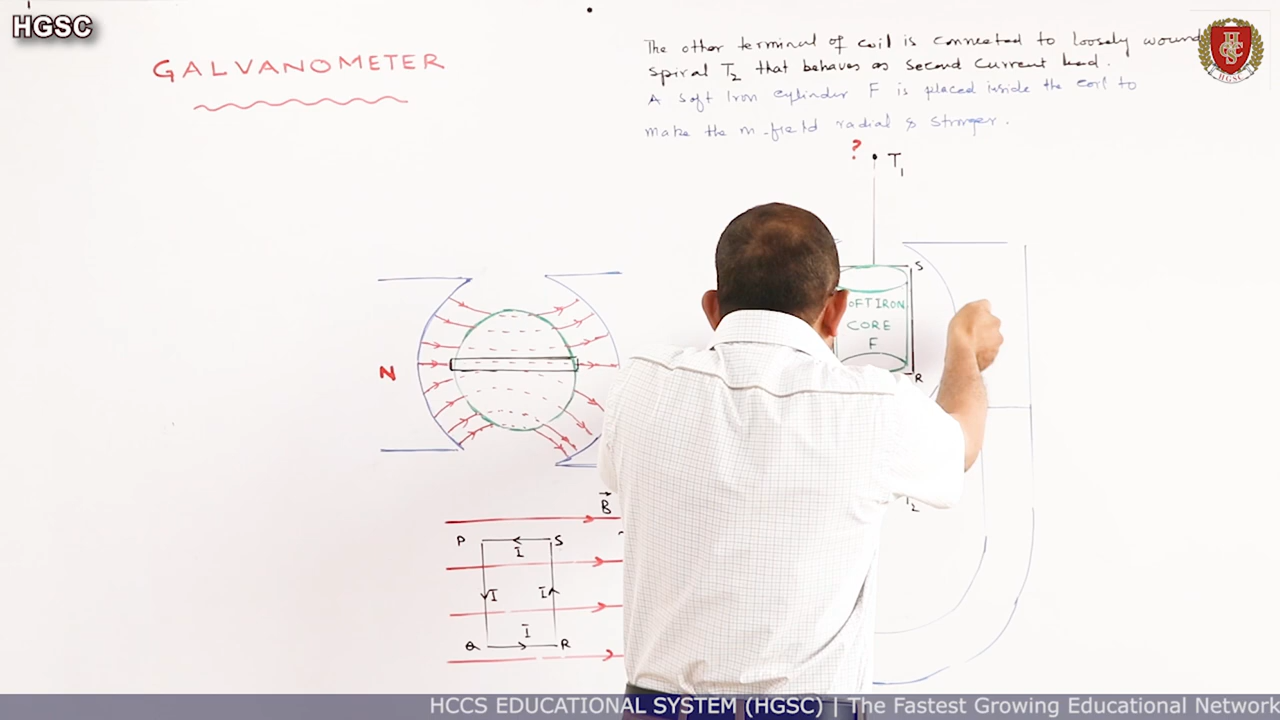 HGSC
GALVANOMETER
The other terminal of coil is connected to loosely wound
spiral T2 that behaves as second current lead.
A soft Iron cylinder F is placed inside the coil to
make the m-field radial & stronger.
? T1
S
OFT IRON
CORE
F
R
N
B
P S
I
I I
I
Q R
HGSC
HCCS EDUCATIONAL SYSTEM (HGSC) | The Fastest Growing Educational Network